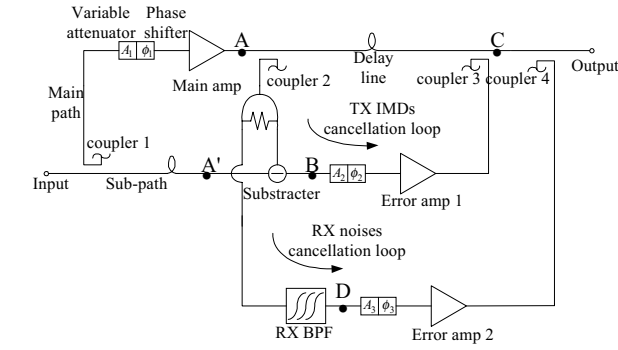 Variable attenuator
Phase shifter
A1 ϕ1
A
Main amp
Delay line
C
Output
coupler 2
coupler 3
coupler 4
Main path
TX IMDs cancellation loop
coupler 1
A'
B
A2 ϕ2
Input
Sub-path
Substracter
Error amp 1
RX noises cancellation loop
D
A3 ϕ3
RX BPF
Error amp 2